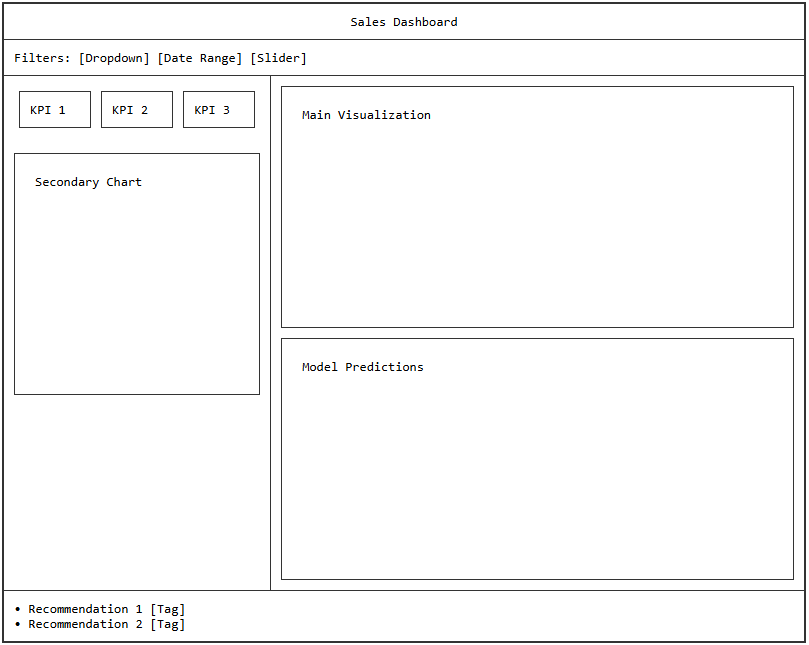 Sales Dashboard
Filters: [Dropdown] [Date Range] [Slider]
KPI 1 KPI 2 KPI 3
Secondary Chart
Main Visualization
Model Predictions
• Recommendation 1 [Tag]
• Recommendation 2 [Tag]